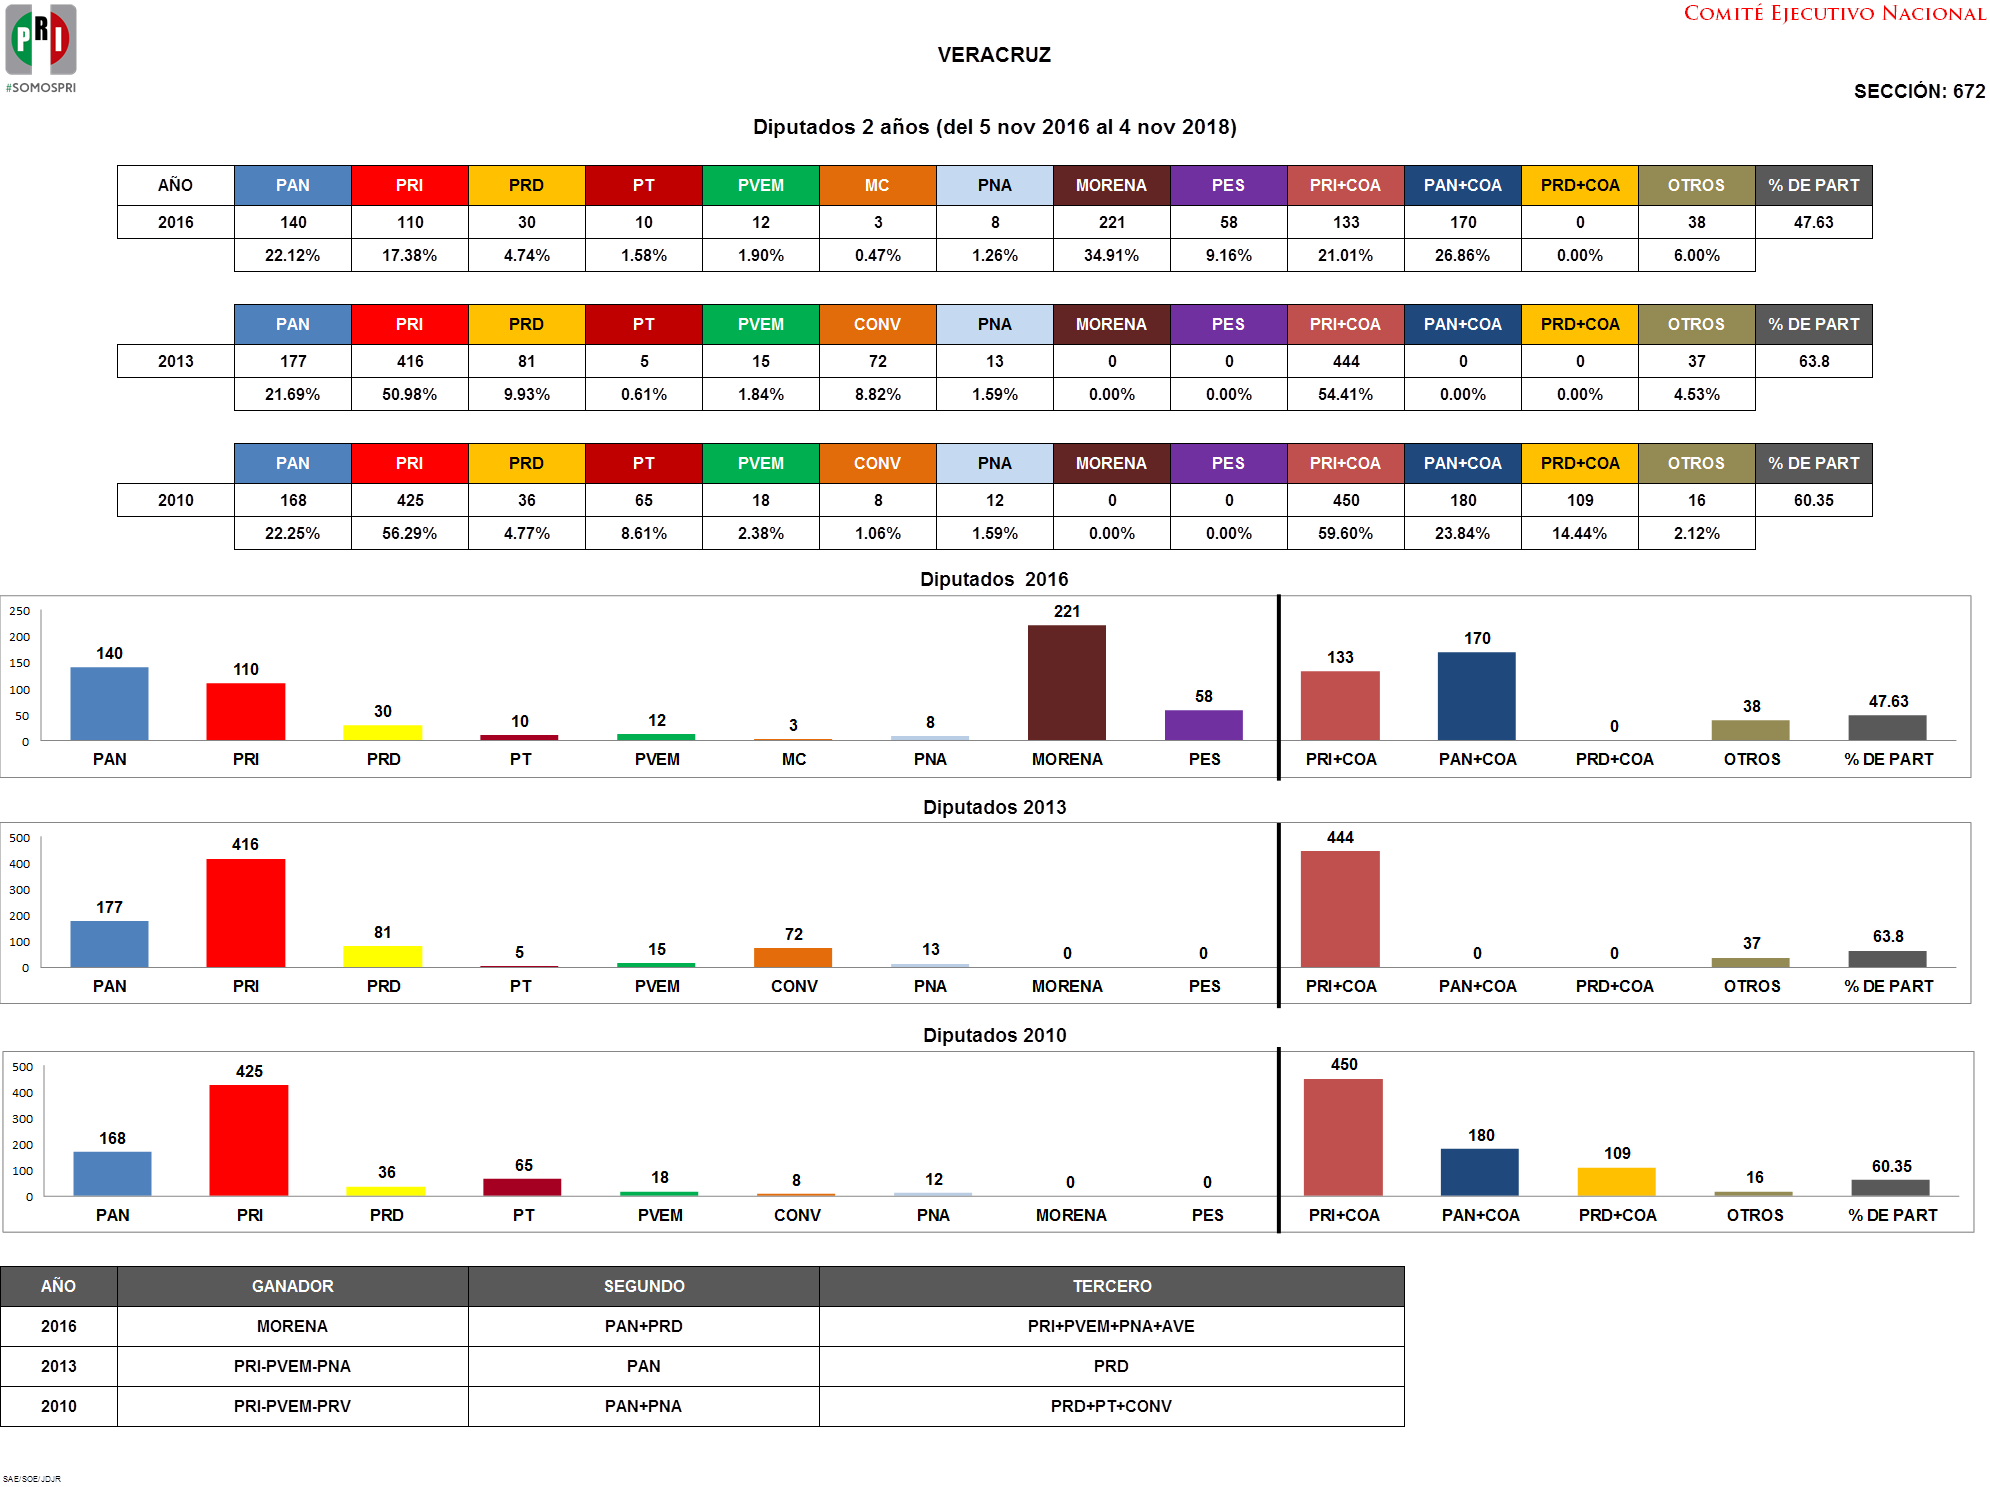 COMITÉ EJECUTIVO NACIONAL
PRI
#SOMOSPRI
VERACRUZ
SECCIÓN: 672
Diputados 2 años (del 5 nov 2016 al 4 nov 2018)
AÑO PAN PRI PRD PT PVEM MC PNA MORENA PES PRI+COA PAN+COA PRD+COA OTROS % DE PART
2016 140 110 30 10 12 3 8 221 58 133 170 0 38 47.63
22.12% 17.38% 4.74% 1.58% 1.90% 0.47% 1.26% 34.91% 9.16% 21.01% 26.86% 0.00% 6.00%
PAN PRI PRD PT PVEM CONV PNA MORENA PES PRI+COA PAN+COA PRD+COA OTROS % DE PART
2013 177 416 81 5 15 72 13 0 0 444 0 0 37 63.8
21.69% 50.98% 9.93% 0.61% 1.84% 8.82% 1.59% 0.00% 0.00% 54.41% 0.00% 0.00% 4.53%
PAN PRI PRD PT PVEM CONV PNA MORENA PES PRI+COA PAN+COA PRD+COA OTROS % DE PART
2010 168 425 36 65 18 8 12 0 0 450 180 109 16 60.35
22.25% 56.29% 4.77% 8.61% 2.38% 1.06% 1.59% 0.00% 0.00% 59.60% 23.84% 14.44% 2.12%
Diputados 2016
250
200
150
100
50
0
140 110 30 10 12 3 8 221 58 133 170 0 38 47.63
PAN PRI PRD PT PVEM MC PNA MORENA PES PRI+COA PAN+COA PRD+COA OTROS % DE PART
Diputados 2013
500
400
300
200
100
0
177 416 81 5 15 72 13 0 0 444 0 0 37 63.8
PAN PRI PRD PT PVEM CONV PNA MORENA PES PRI+COA PAN+COA PRD+COA OTROS % DE PART
Diputados 2010
500
400
300
200
100
0
168 425 36 65 18 8 12 0 0 450 180 109 16 60.35
PAN PRI PRD PT PVEM CONV PNA MORENA PES PRI+COA PAN+COA PRD+COA OTROS % DE PART
AÑO GANADOR SEGUNDO TERCERO
2016 MORENA PAN+PRD PRI+PVEM+PNA+AVE
2013 PRI-PVEM-PNA PAN PRD
2010 PRI-PVEM-PRV PAN+PNA PRD+PT+CONV
SAE/SOE/JDJR